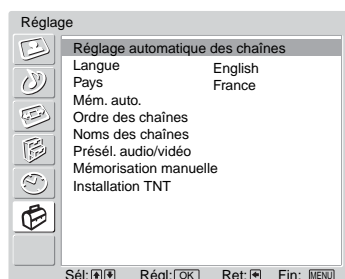 Réglage
Réglage automatique des chaînes
Langue English
Pays France
Mém. auto.
Ordre des chaînes
Noms des chaînes
Présél. audio/vidéo
Mémorisation manuelle
Installation TNT
Sél: Régl: OK Ret: Fin: MENU